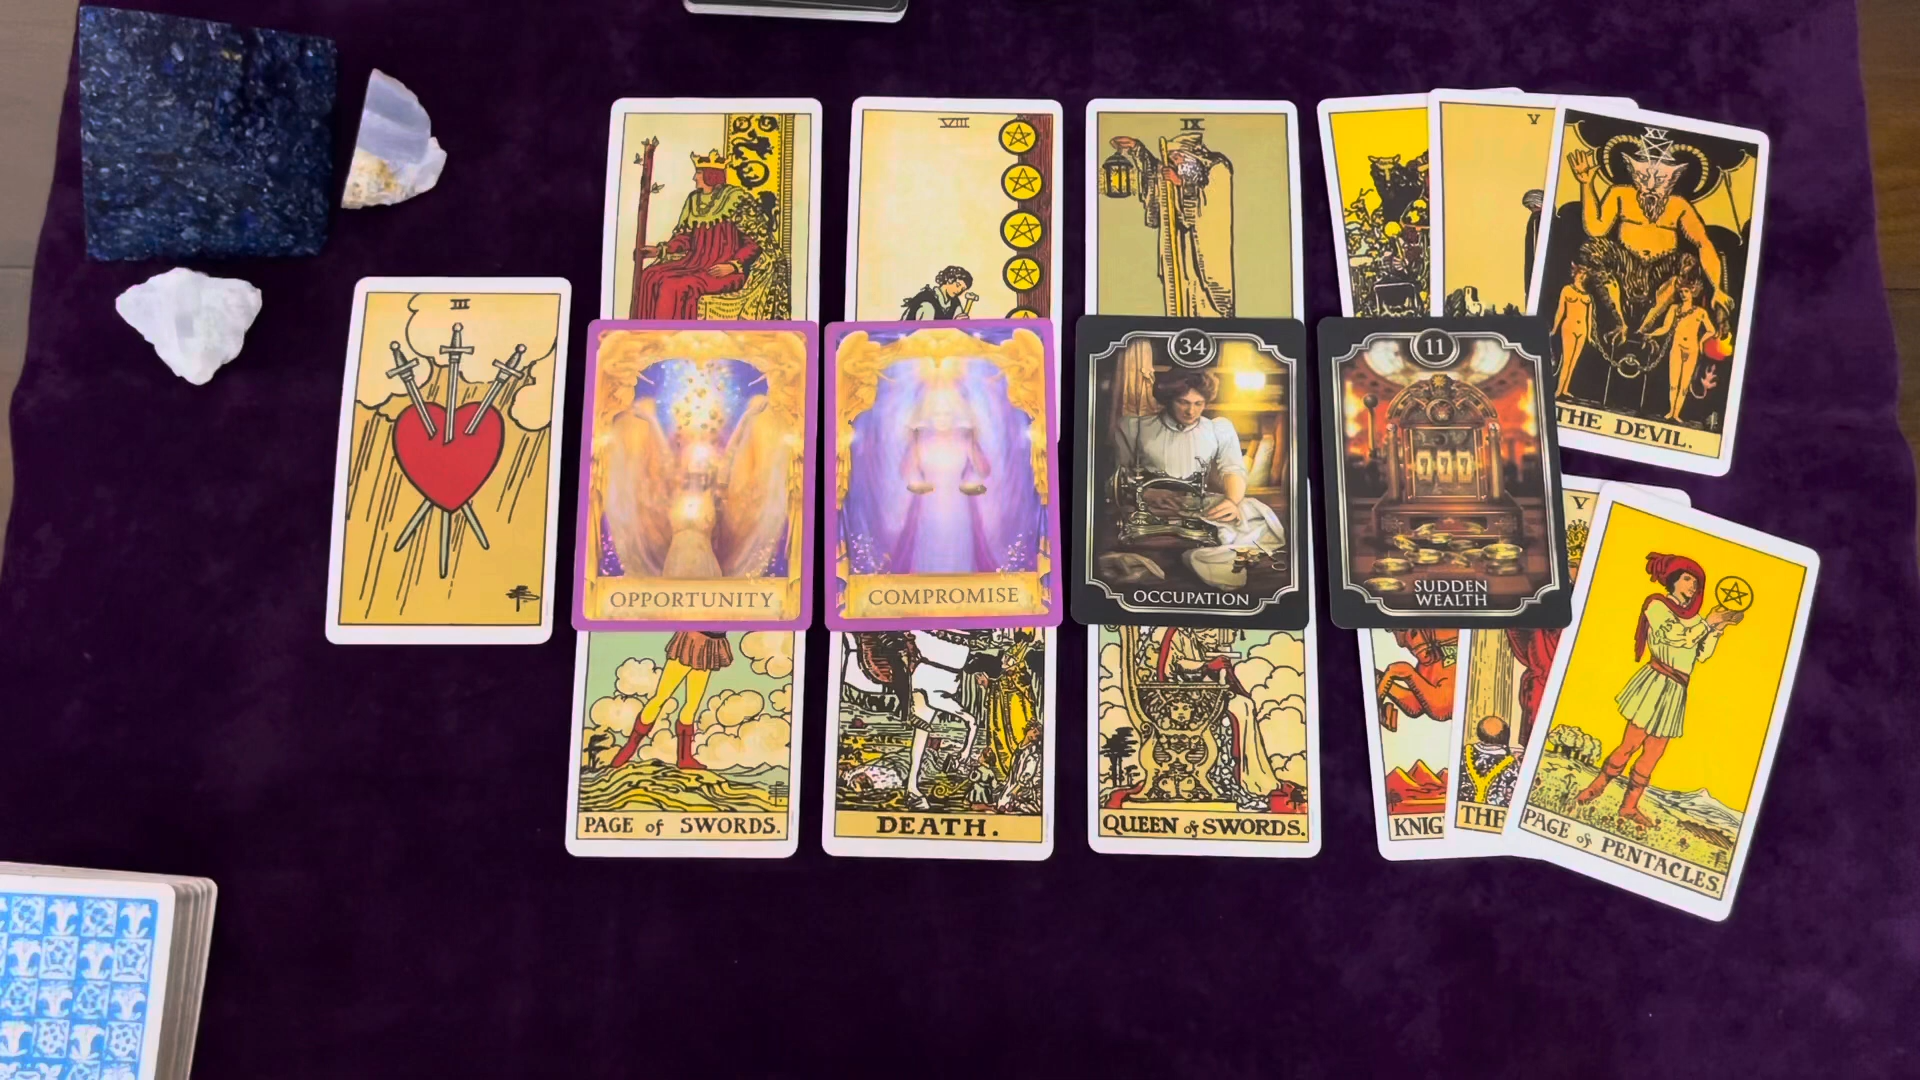 III
VIII
IX
V
XV
THE DEVIL.
OPPORTUNITY
COMPROMISE
34
OCCUPATION
11
777
SUDDEN
WEALTH
V
PAGE of SWORDS.
DEATH.
QUEEN of SWORDS.
KNIG
THE
PAGE of PENTACLES.